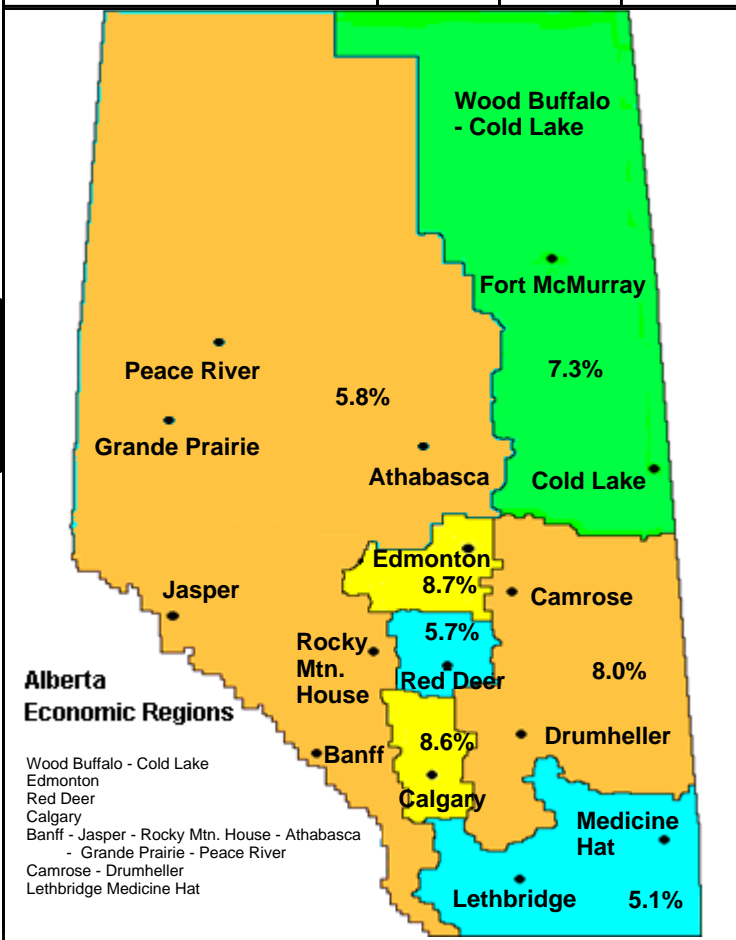 Wood Buffalo
- Cold Lake
Fort McMurray
Peace River
7.3%
5.8%
Grande Prairie
Athabasca
Cold Lake
Edmonton
8.7%
Jasper
Camrose
5.7%
Rocky
Mtn.
House
Red Deer
8.0%
Alberta
Economic Regions
8.6%
Drumheller
Banff
Calgary
Wood Buffalo - Cold Lake
Edmonton
Red Deer
Calgary
Banff - Jasper - Rocky Mtn. House - Athabasca
- Grande Prairie - Peace River
Camrose - Drumheller
Lethbridge Medicine Hat
Medicine
Hat
Lethbridge
5.1%